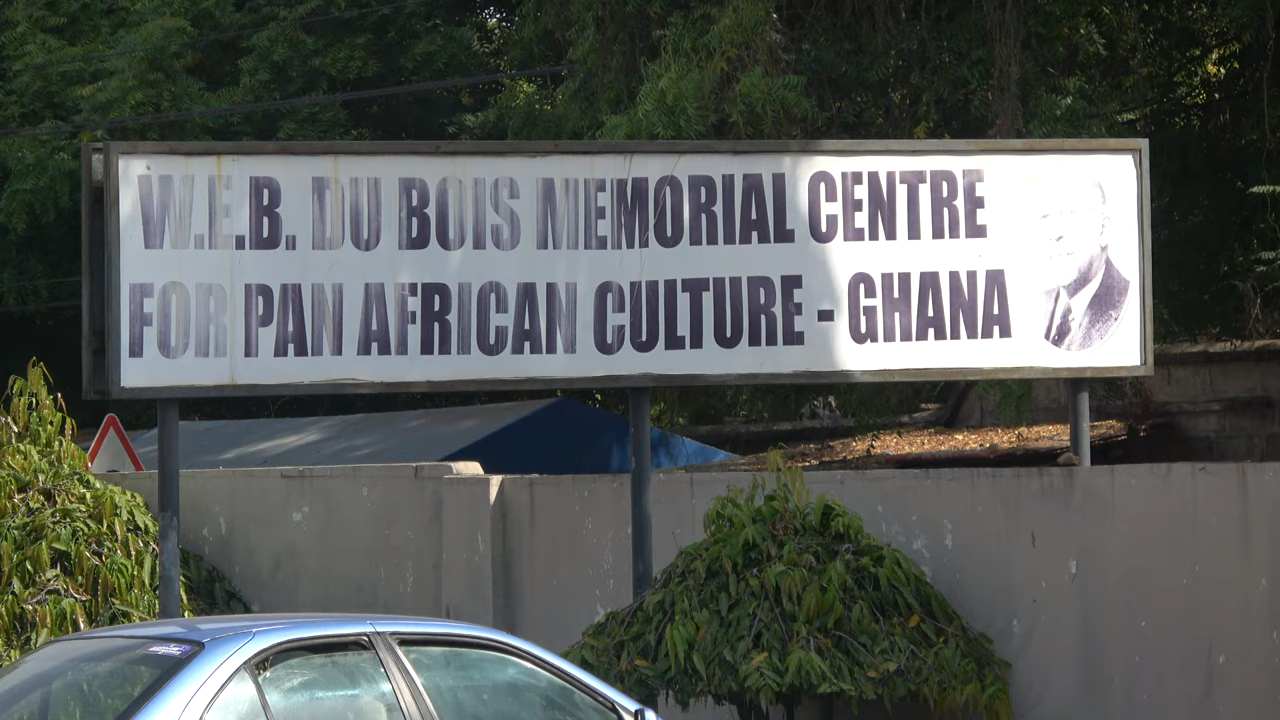 W.E.B. DU BOIS MEMORIAL CENTRE
FOR PAN AFRICAN CULTURE - GHANA